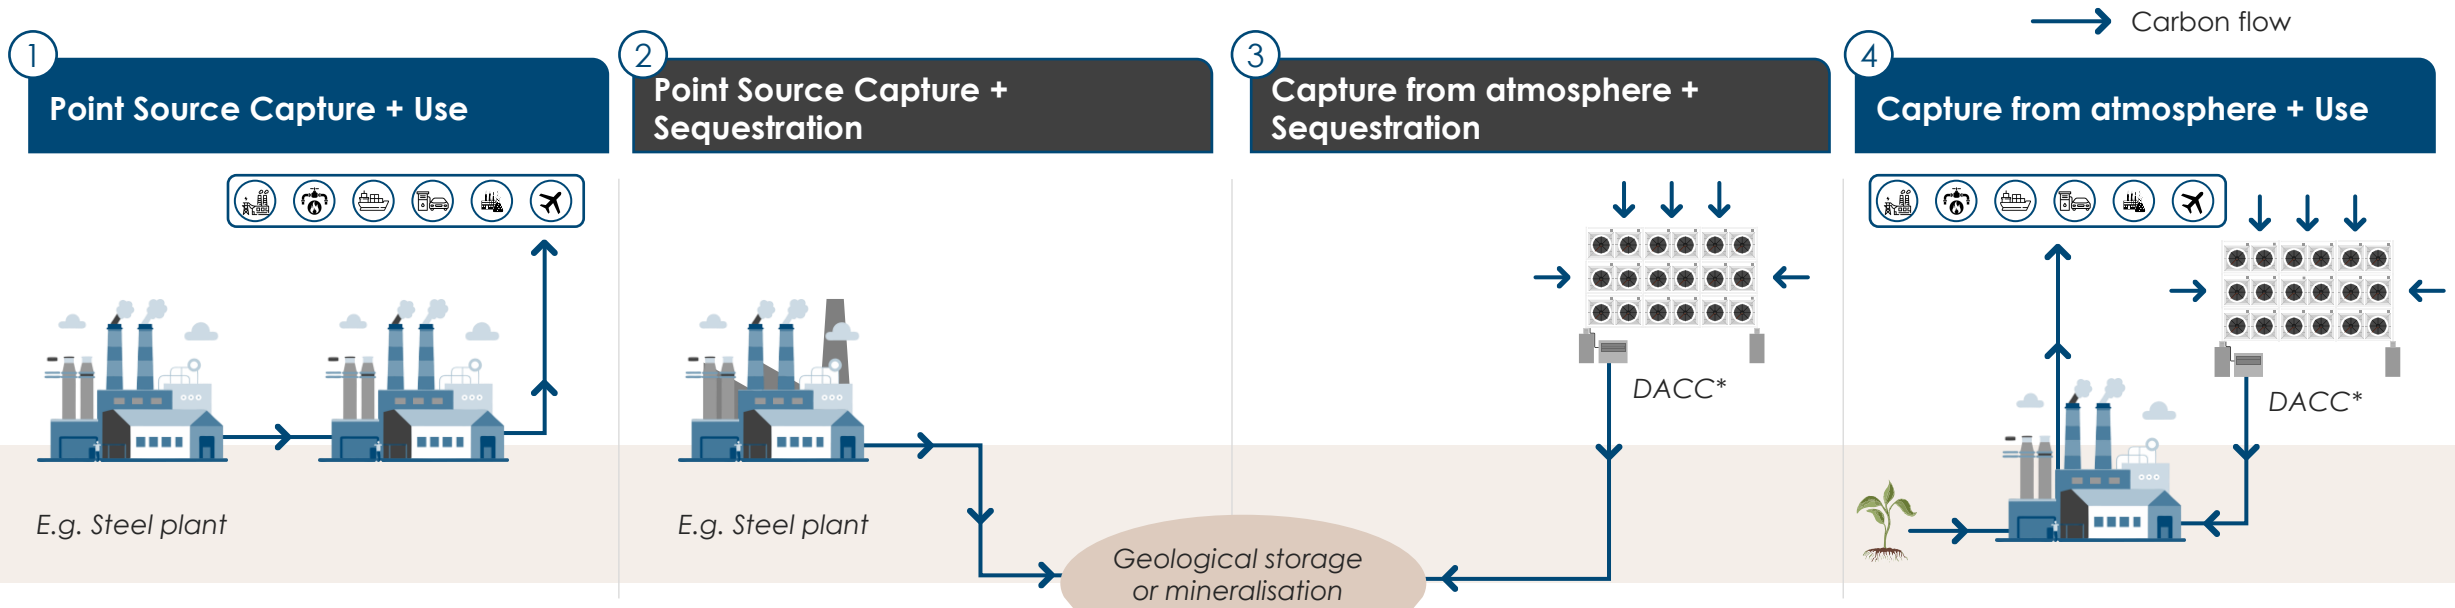 Carbon flow
1
Point Source Capture + Use
2
Point Source Capture +
Sequestration
3
Capture from atmosphere +
Sequestration
4
Capture from atmosphere + Use
E.g. Steel plant
E.g. Steel plant
DACC*
DACC*
Geological storage
or mineralisation